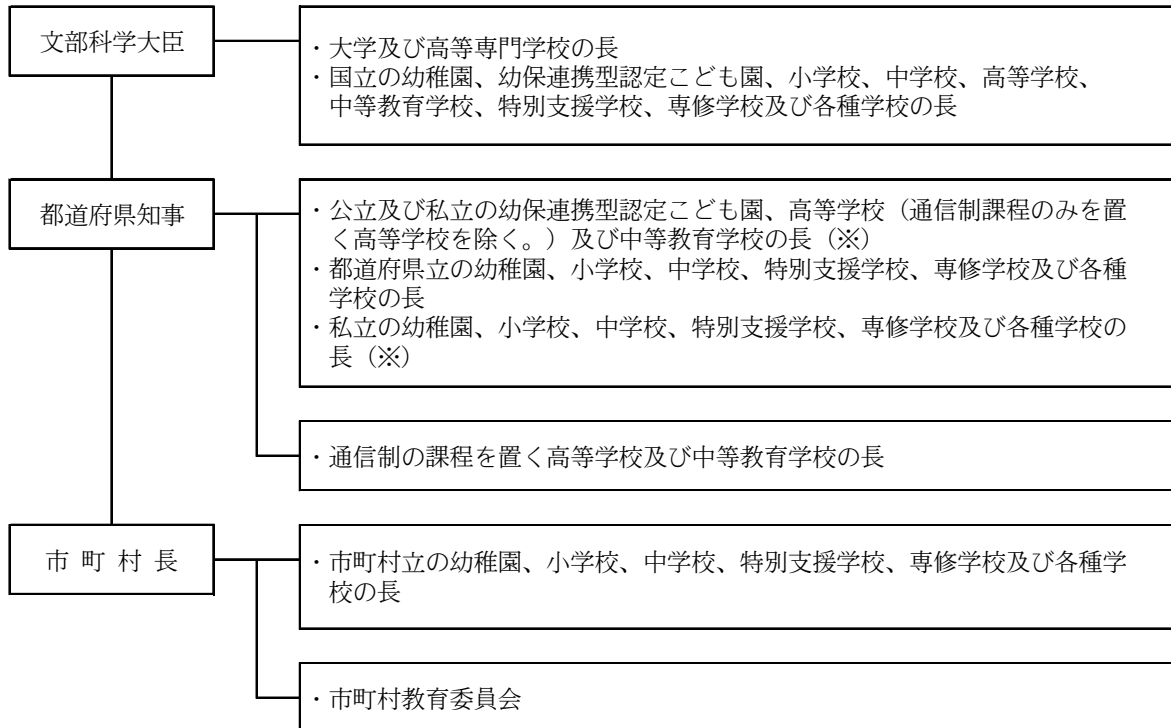 文部科学大臣
・大学及び高等専門学校の長
・国立の幼稚園、幼保連携型認定こども園、小学校、中学校、高等学校、
中等教育学校、特別支援学校、専修学校及び各種学校の長
都道府県知事
・公立及び私立の幼保連携型認定こども園、高等学校（通信制課程のみを置
く高等学校を除く。）及び中等教育学校の長（※）
・都道府県立の幼稚園、小学校、中学校、特別支援学校、専修学校及び各種
学校の長
・私立の幼稚園、小学校、中学校、特別支援学校、専修学校及び各種学校の
長（※）
・通信制の課程を置く高等学校及び中等教育学校の長
市 町 村 長
・市町村立の幼稚園、小学校、中学校、特別支援学校、専修学校及び各種学
校の長
・市町村教育委員会